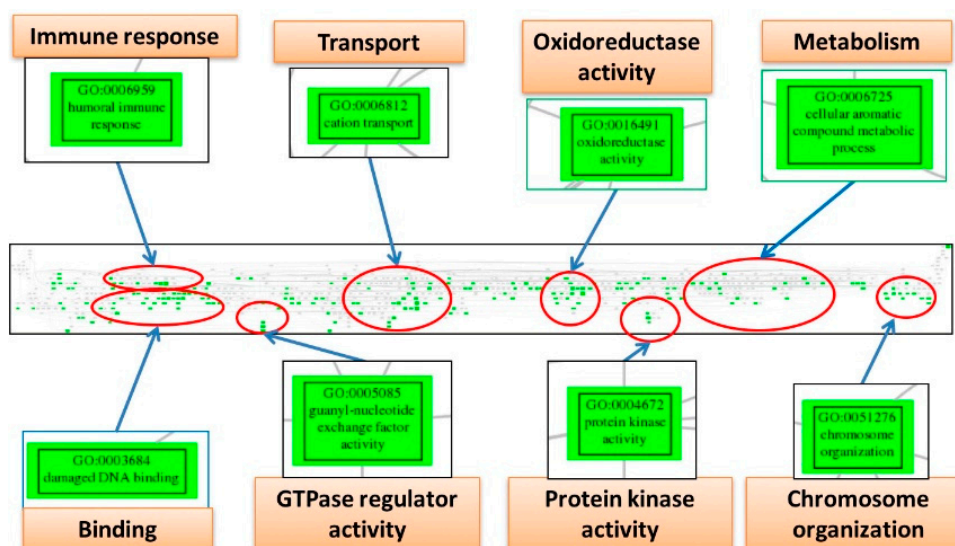 Immune response
Transport
Oxidoreductase
activity
Metabolism
GO:0006959
humoral immune
response
GO:0006812
cation transport
GO:0016491
oxidoreductase
activity
GO:0006725
cellular aromatic
compound metabolic
process
GO:0003684
damaged DNA binding
GO:0005085
guanyl-nucleotide
exchange factor
activity
GO:0004672
protein kinase
activity
GO:0051276
chromosome
organization
Binding
GTPase regulator
activity
Protein kinase
activity
Chromosome
organization